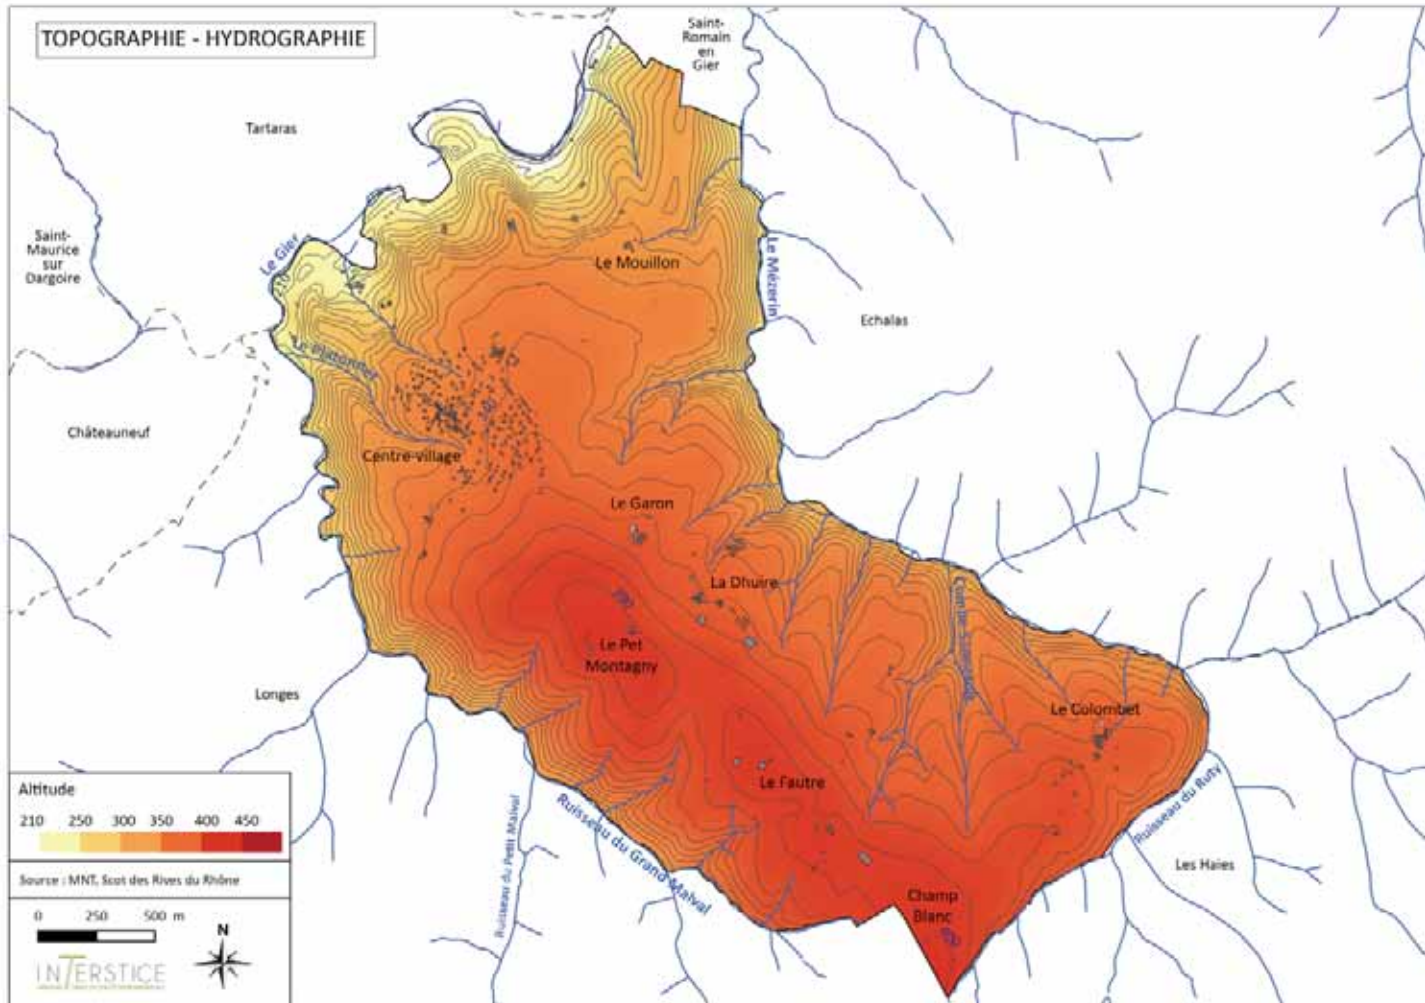 TOPOGRAPHIE - HYDROGRAPHIE
Saint-
Romain
en
Gier
Tartaras
Saint-
Maurice
sur
Dargoire
Le Gier
Le Mouillon
Le Mézerin
Echalas
Châteauneuf
Centre-village
Le Garon
La Dhuire
Le Pet
Montagny
Longes
Le Colombet
Le Fautre
Ruisseau du Grand Malval
Ruisseau du Petit Malval
Ruisseau du Ruty
Les Haies
Champ
Blanc
Altitude
210 250 300 350 400 450
Source : MNT, Scot des Rives du Rhône
0 250 500 m
N
INTERSTICE